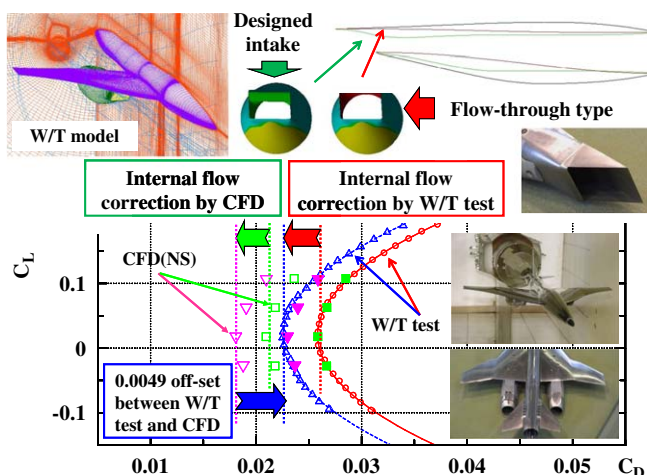 Designed
intake
W/T model
Flow-through type
Internal flow
correction by CFD
Internal flow
correction by W/T test
C_L
CFD(NS)
0.1
W/T test
0
0.0049 off-set
between W/T
test and CFD
-0.1
0.01
0.02
0.03
0.04
0.05
C_D